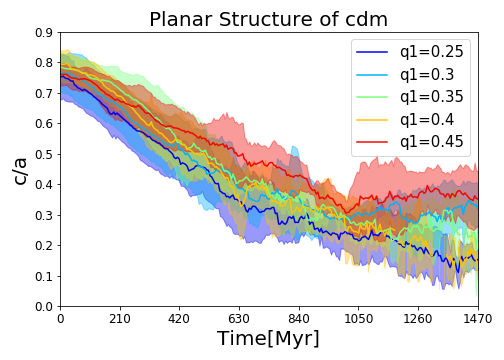 Planar Structure of cdm
q1=0.25
q1=0.3
q1=0.35
q1=0.4
q1=0.45
c/a
0.9
0.8
0.7
0.6
0.5
0.4
0.3
0.2
0.1
0.0
0 210 420 630 840 1050 1260 1470
Time[Myr]